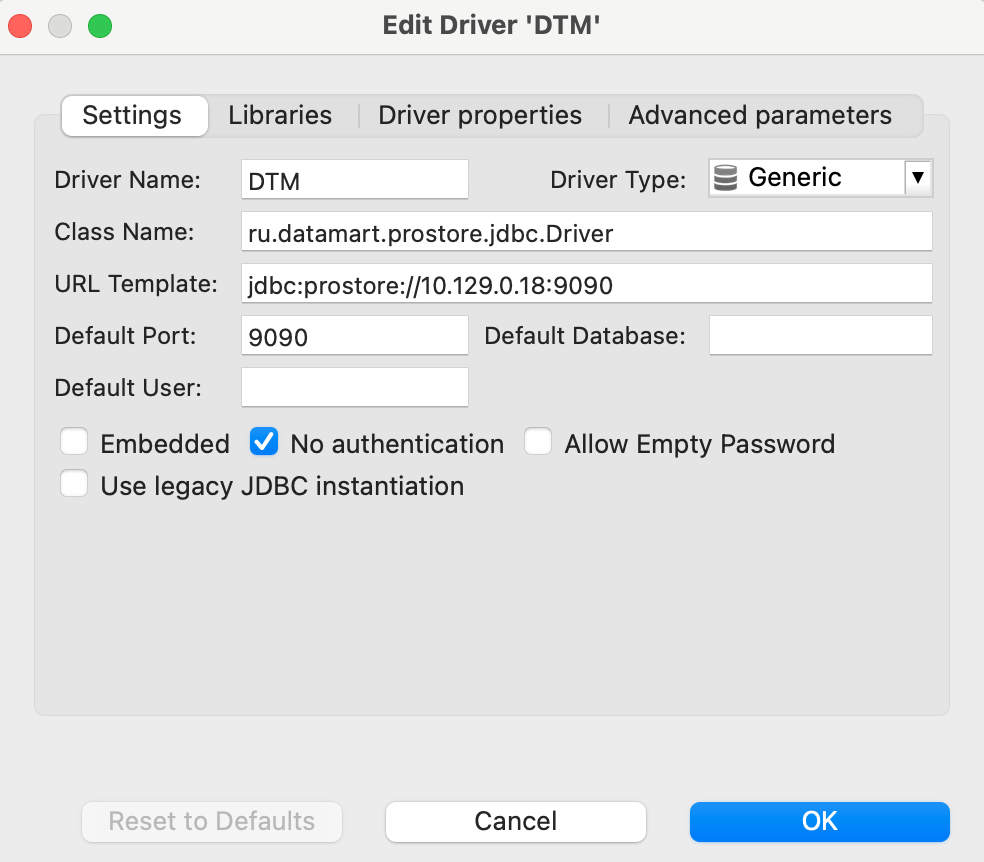 Edit Driver 'DTM'
Settings Libraries Driver properties Advanced parameters
Driver Name: DTM Driver Type: Generic
Class Name: ru.datamart.prostore.jdbc.Driver
URL Template: jdbc:prostore://10.129.0.18:9090
Default Port: 9090 Default Database:
Default User:
Embedded No authentication Allow Empty Password
Use legacy JDBC instantiation
Reset to Defaults Cancel OK